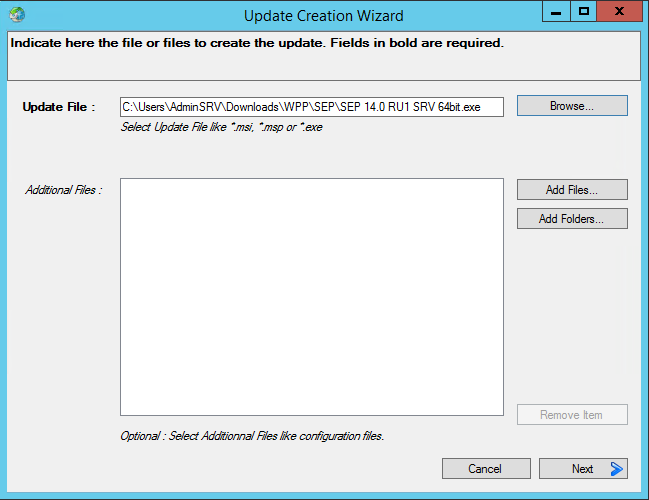 Update Creation Wizard
Indicate here the file or files to create the update. Fields in bold are required.
Update File :
C:\Users\AdminSRV\Downloads\WPP\SEP\SEP 14.0 RU1 SRV 64bit.exe
Browse...
Select Update File like *.msi, *.msp or *.exe
Additional Files :
Add Files...
Add Folders...
Remove Item
Optional : Select Additionnal Files like configuration files.
Cancel
Next